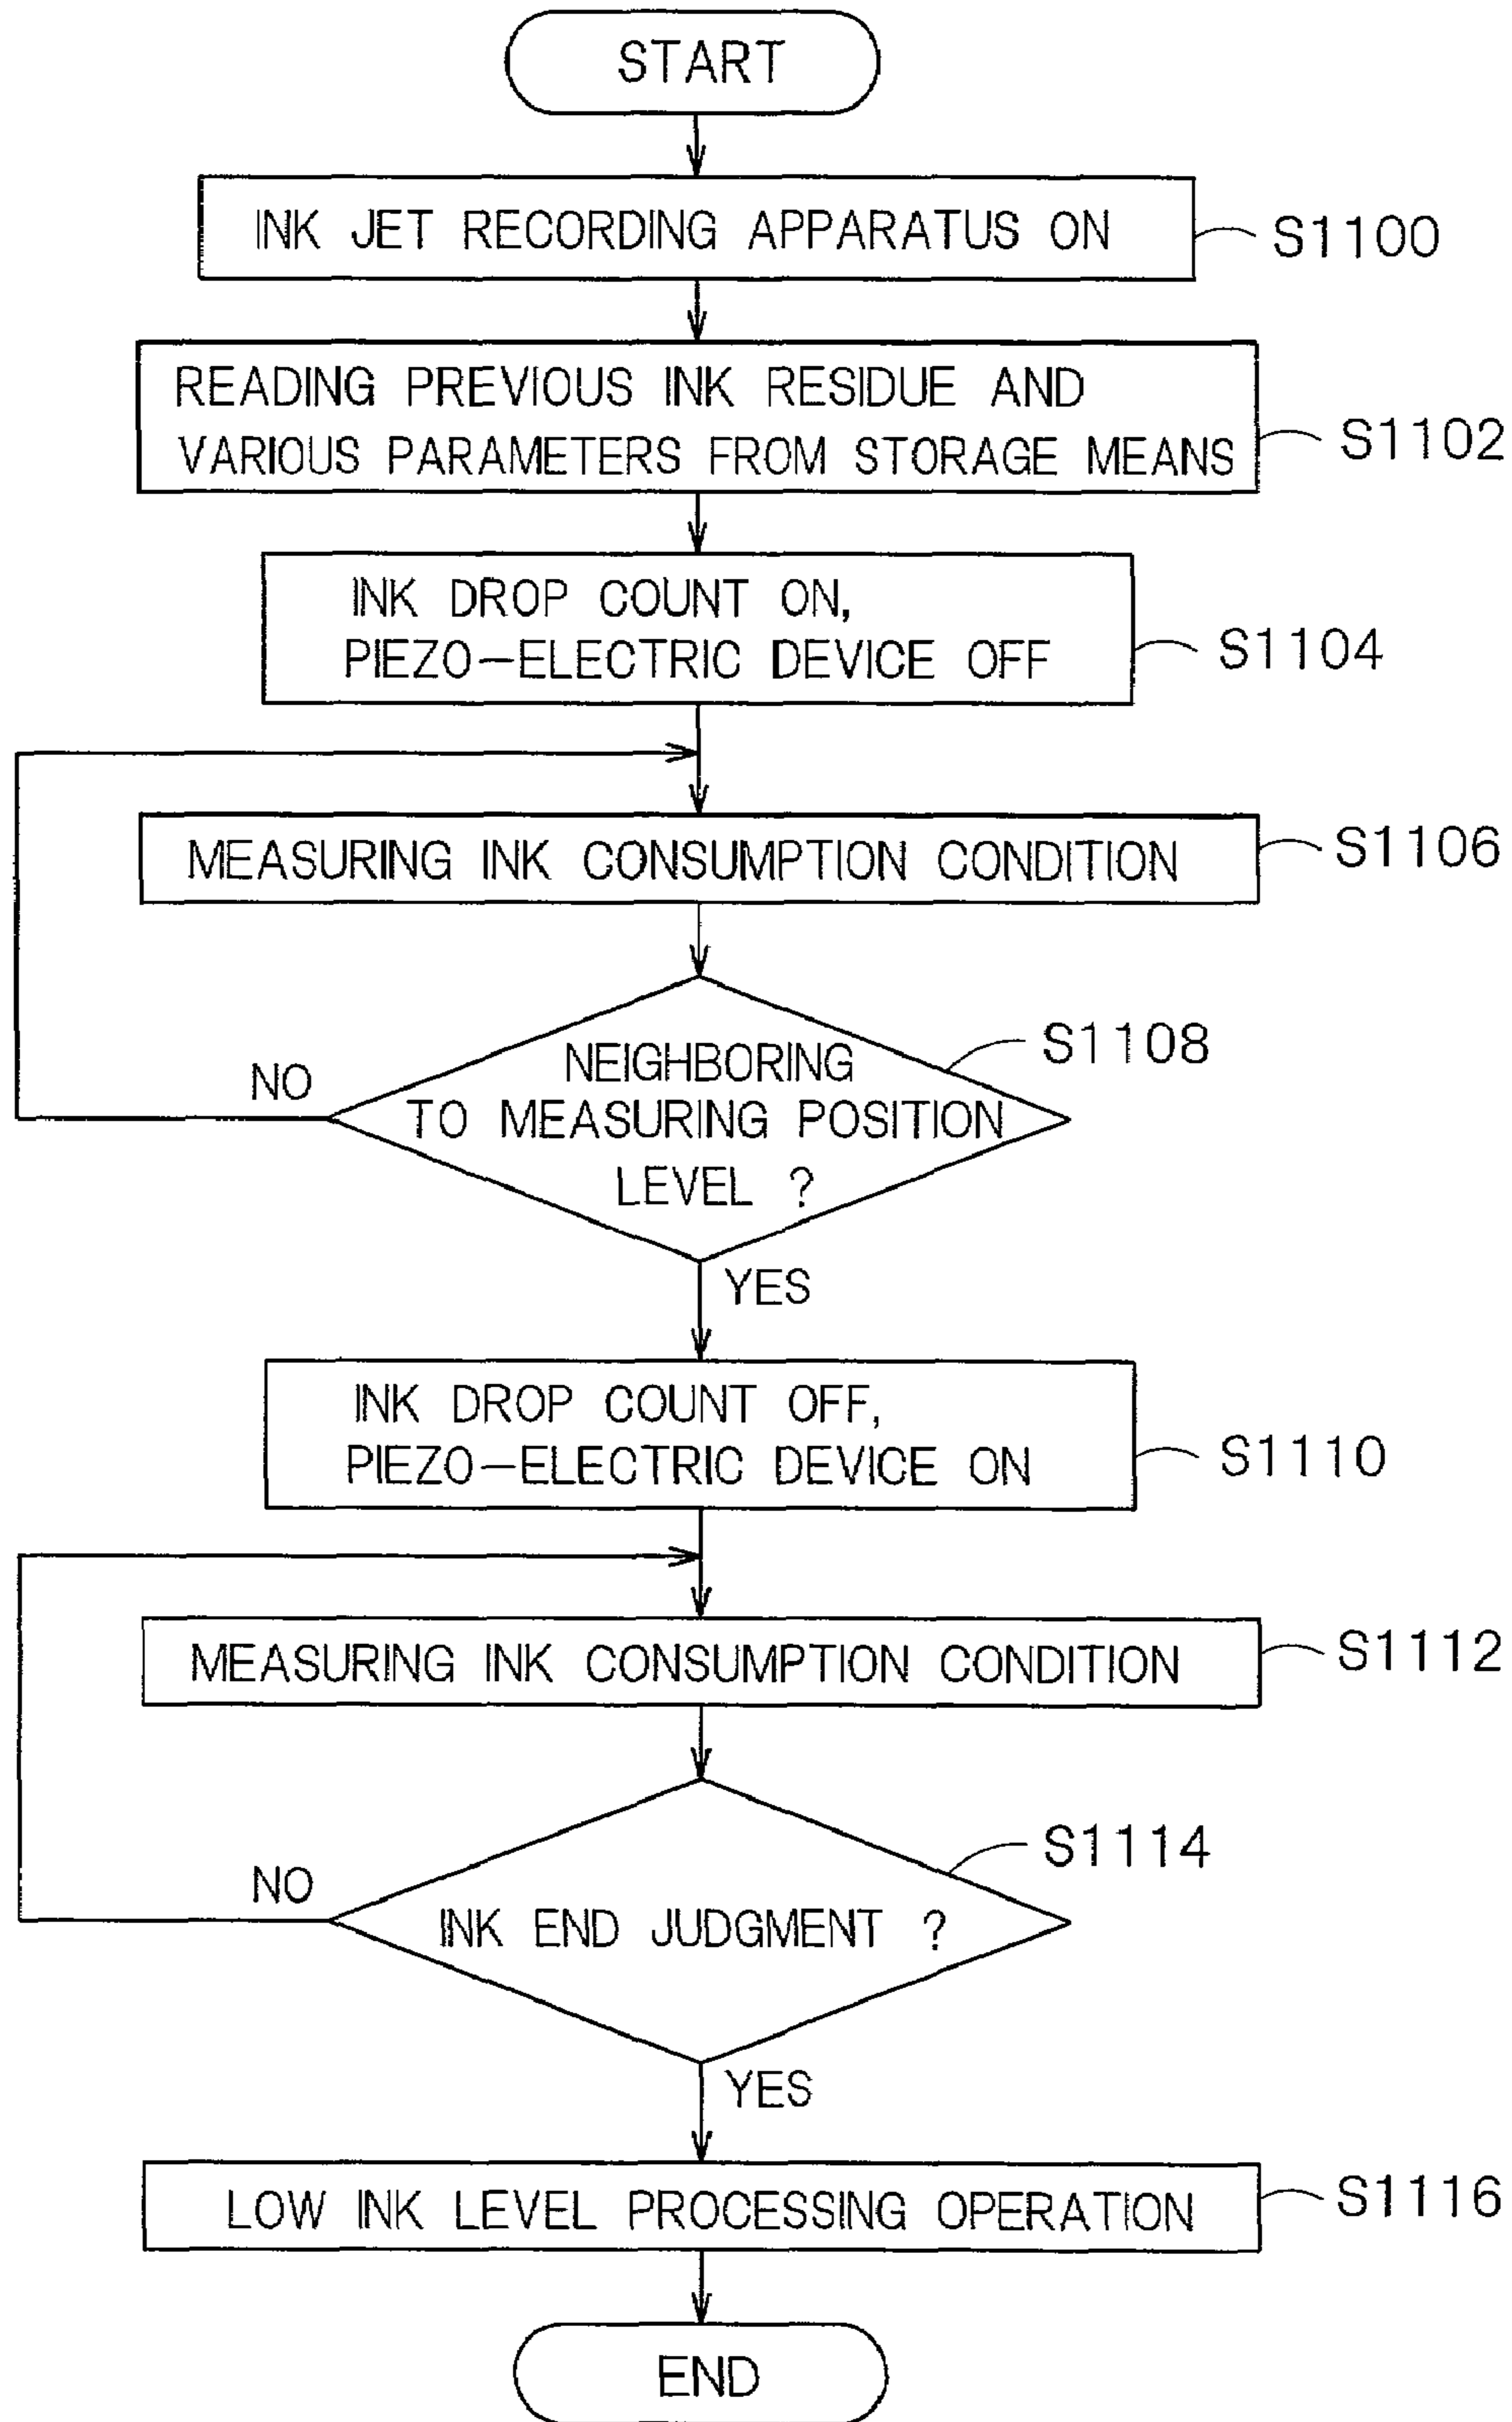 START
INK JET RECORDING APPARATUS ON
S1100
READING PREVIOUS INK RESIDUE AND
VARIOUS PARAMETERS FROM STORAGE MEANS
S1102
INK DROP COUNT ON,
PIEZO-ELECTRIC DEVICE OFF
S1104
MEASURING INK CONSUMPTION CONDITION
S1106
NEIGHBORING
TO MEASURING POSITION
LEVEL ?
S1108
NO
YES
INK DROP COUNT OFF,
PIEZO-ELECTRIC DEVICE ON
S1110
MEASURING INK CONSUMPTION CONDITION
S1112
INK END JUDGMENT ?
S1114
NO
YES
LOW INK LEVEL PROCESSING OPERATION
S1116
END